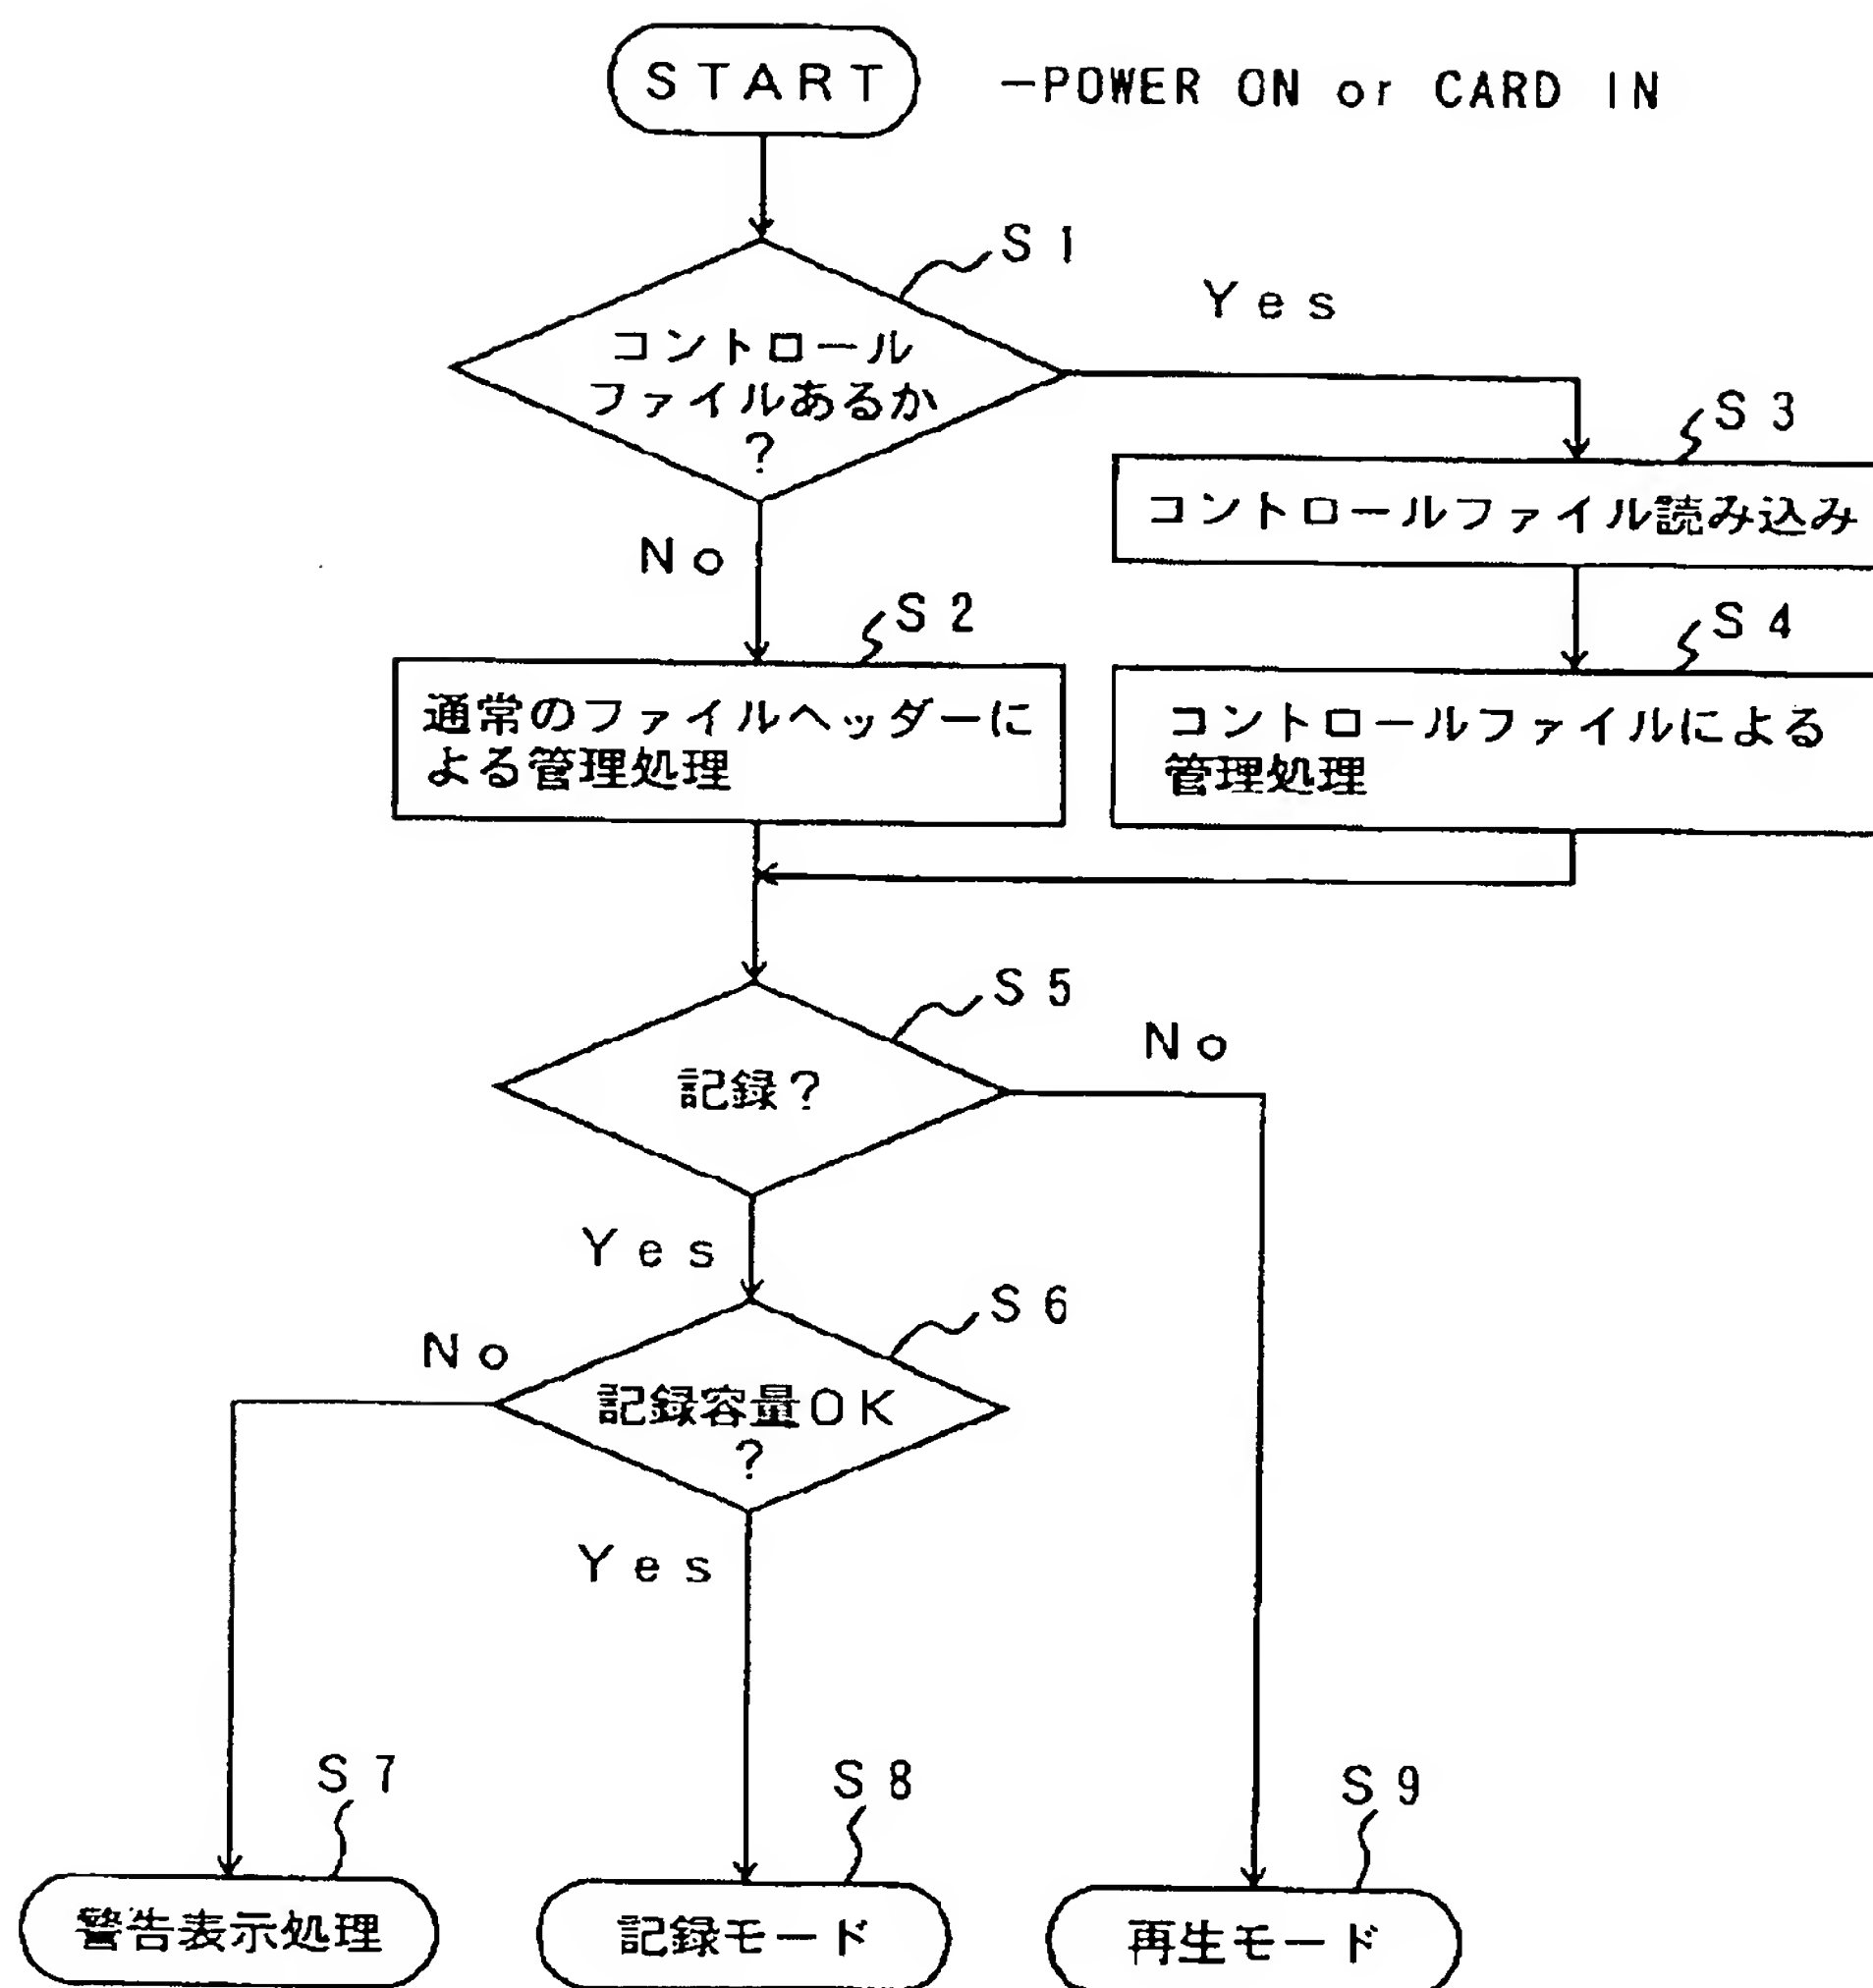 START
—POWER ON or CARD IN
S1
コントロール
ファイルあるか
?
Yes
No
S3
コントロールファイル読み込み
S2
通常のファイルヘッダーに
よる管理処理
S4
コントロールファイルによる
管理処理
S5
記録?
No
Yes
S6
記録容量OK
?
No
Yes
S7
警告表示処理
S8
記録モード
S9
再生モード